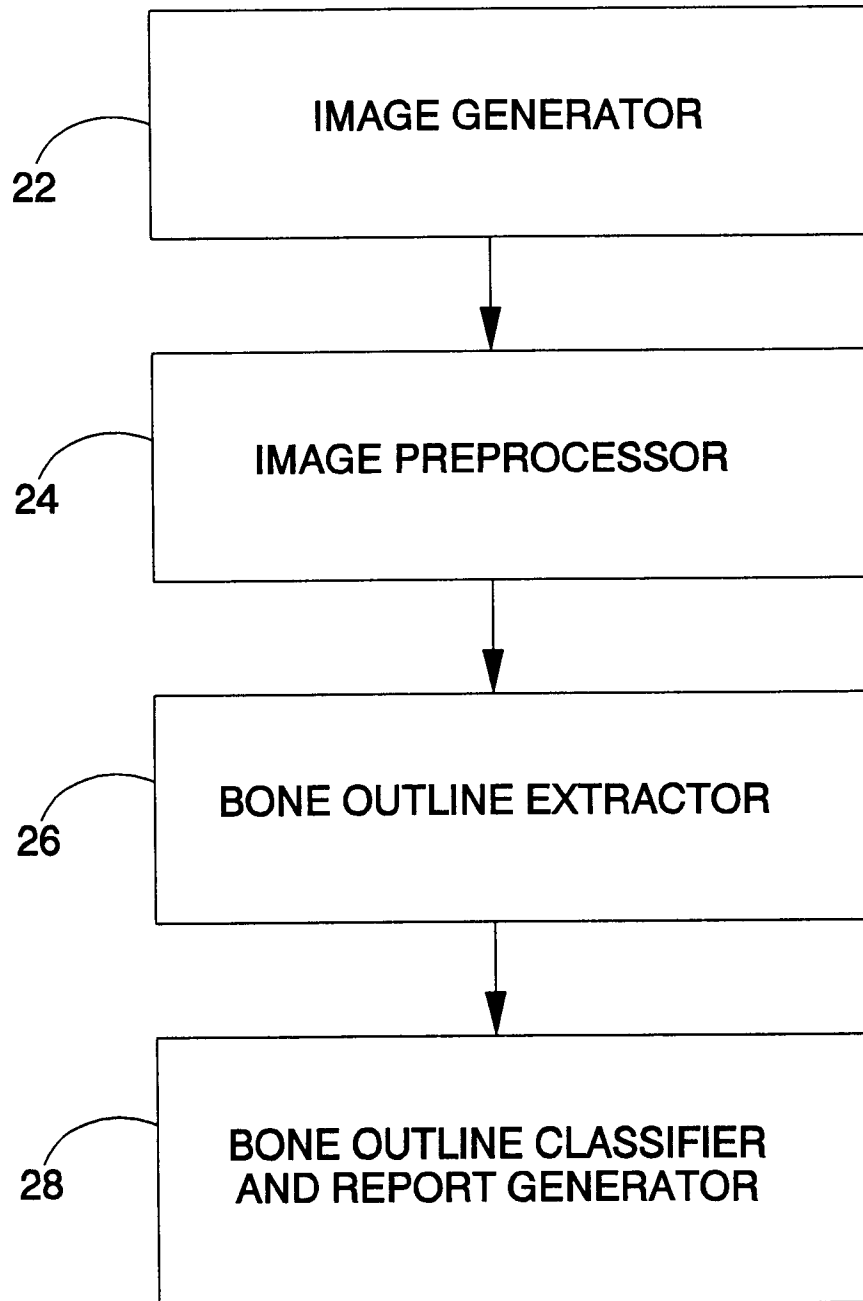 IMAGE GENERATOR
22
IMAGE PREPROCESSOR
24
BONE OUTLINE EXTRACTOR
26
BONE OUTLINE CLASSIFIER
AND REPORT GENERATOR
28